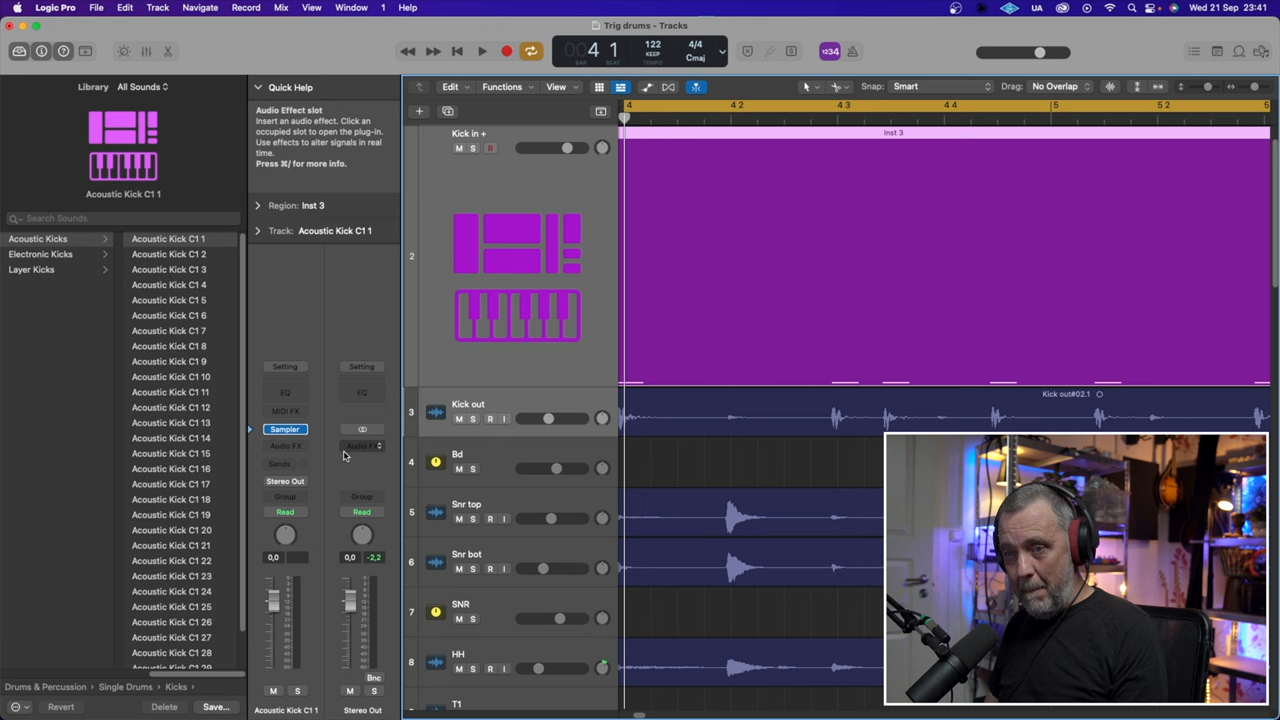 Logic Pro File Edit Track Navigate Record Mix View Window 1 Help
UA Wed 21 Sep 23:41
Trig drums - Tracks
004 1
BAR BEAT
122
KEEP
TEMPO
4/4
Cmaj
1234
Library All Sounds
Acoustic Kick C1 1
Search Sounds
Acoustic Kicks
Electronic Kicks
Layer Kicks
Acoustic Kick C1 1
Acoustic Kick C1 2
Acoustic Kick C1 3
Acoustic Kick C1 4
Acoustic Kick C1 5
Acoustic Kick C1 6
Acoustic Kick C1 7
Acoustic Kick C1 8
Acoustic Kick C1 9
Acoustic Kick C1 10
Acoustic Kick C1 11
Acoustic Kick C1 12
Acoustic Kick C1 13
Acoustic Kick C1 14
Acoustic Kick C1 15
Acoustic Kick C1 16
Acoustic Kick C1 17
Acoustic Kick C1 18
Acoustic Kick C1 19
Acoustic Kick C1 20
Acoustic Kick C1 21
Acoustic Kick C1 22
Acoustic Kick C1 23
Acoustic Kick C1 24
Acoustic Kick C1 25
Acoustic Kick C1 26
Acoustic Kick C1 27
Acoustic Kick C1 28
Acoustic Kick C1 29
Drums & Percussion > Single Drums > Kicks >
Revert Delete Save...
Quick Help
Audio Effect slot
Insert an audio effect. Click an
occupied slot to open the plug-in.
Use effects to alter signals in real
time.
Press ⌘/ for more info.
Region: Inst 3
Track: Acoustic Kick C1 1
Setting Setting
EQ EQ
MIDI FX
Sampler
Audio FX Audio FX
Sends
Stereo Out
Group Group
Read Read
0,0 0,0 -2,2
Bnc
M S M S
Acoustic Kick C1 1 Stereo Out
Edit Functions View Snap: Smart Drag: No Overlap
4 4 2 4 3 4 4 5 5 2 5
Inst 3
2 Kick in +
M S R
3 Kick out
M S R I
Kick out#02.1
4 Bd
M S
5 Snr top
M S R I
6 Snr bot
M S R I
7 SNR
M S
8 HH
M S R I
T1